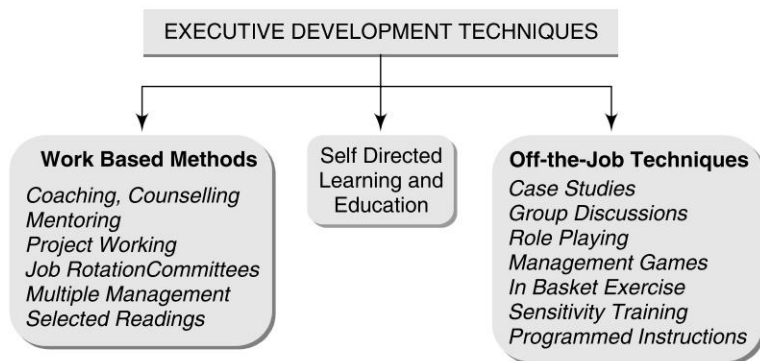 EXECUTIVE DEVELOPMENT TECHNIQUES
Work Based Methods
Coaching, Counselling
Mentoring
Project Working
Job RotationCommittees
Multiple Management
Selected Readings
Self Directed
Learning and
Education
Off-the-Job Techniques
Case Studies
Group Discussions
Role Playing
Management Games
In Basket Exercise
Sensitivity Training
Programmed Instructions